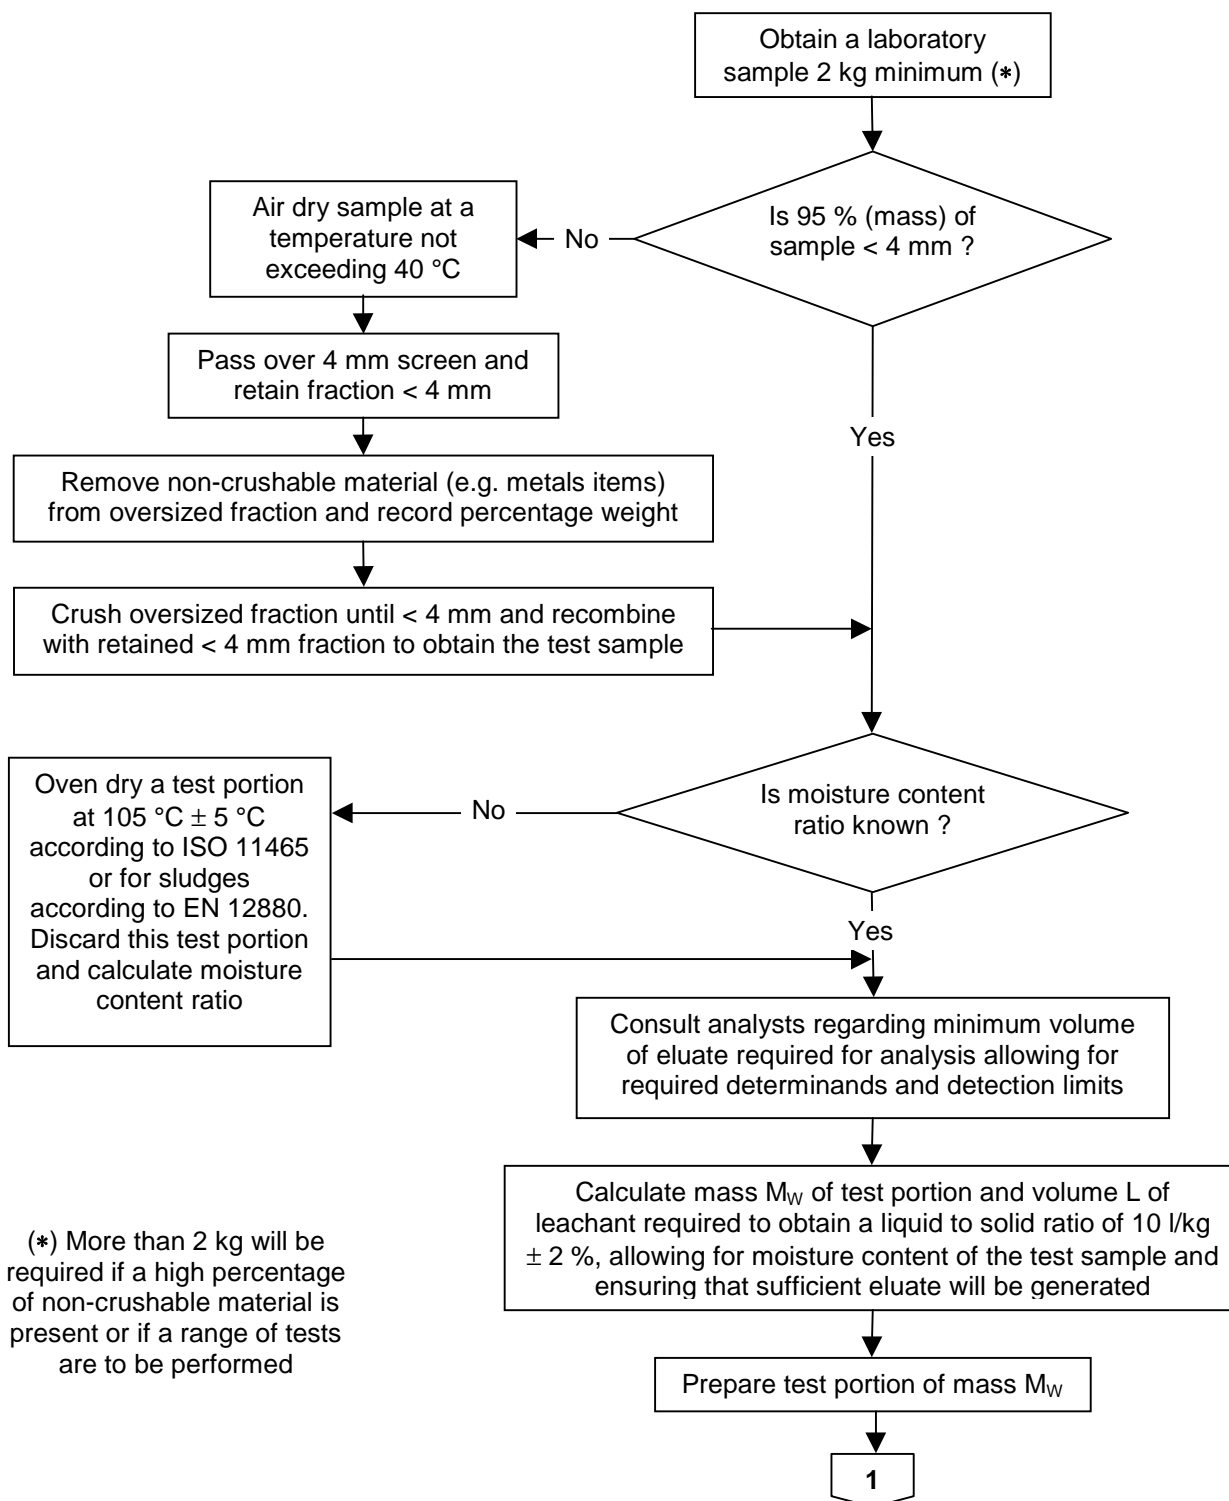 Obtain a laboratory
sample 2 kg minimum (*)
Is 95 % (mass) of
sample < 4 mm ?
No
Air dry sample at a
temperature not
exceeding 40 °C
Pass over 4 mm screen and
retain fraction < 4 mm
Yes
Remove non-crushable material (e.g. metals items)
from oversized fraction and record percentage weight
Crush oversized fraction until < 4 mm and recombine
with retained < 4 mm fraction to obtain the test sample
Is moisture content
ratio known ?
No
Oven dry a test portion
at 105 °C ± 5 °C
according to ISO 11465
or for sludges
according to EN 12880.
Discard this test portion
and calculate moisture
content ratio
Yes
Consult analysts regarding minimum volume
of eluate required for analysis allowing for
required determinands and detection limits
Calculate mass M_W of test portion and volume L of
leachant required to obtain a liquid to solid ratio of 10 l/kg
± 2 %, allowing for moisture content of the test sample and
ensuring that sufficient eluate will be generated
(*) More than 2 kg will be
required if a high percentage
of non-crushable material is
present or if a range of tests
are to be performed
Prepare test portion of mass M_W
1